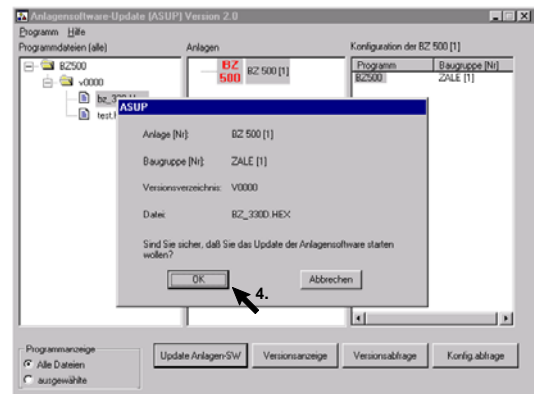 Anlagensoftware-Update (ASUP) Version 2.0
Programm Hilfe
Programmdateien (alle)
Anlagen
Konfiguration der BZ 500 [1]
BZ500
v0000
bz_33
test.
BZ 500
BZ 500 [1]
Programm Baugruppe [Nr]
BZ500 ZALE [1]
ASUP
Anlage [Nr]: BZ 500 [1]
Baugruppe [Nr]: ZALE [1]
Versionsverzeichnis: V0000
Datei: BZ_330D.HEX
Sind Sie sicher, daß Sie das Update der Anlagensoftware starten
wollen?
OK
Abbrechen
4.
Programmanzeige
Alle Dateien
ausgewählte
Update Anlagen-SW
Versionsanzeige
Versionsabfrage
Konfig.abfrage